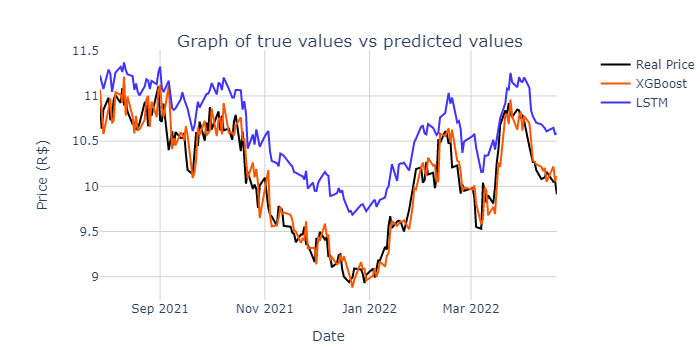 Graph of true values vs predicted values
Real Price
XGBoost
LSTM
Price (R$)
11.5
11
10.5
10
9.5
9
Sep 2021
Nov 2021
Jan 2022
Mar 2022
Date